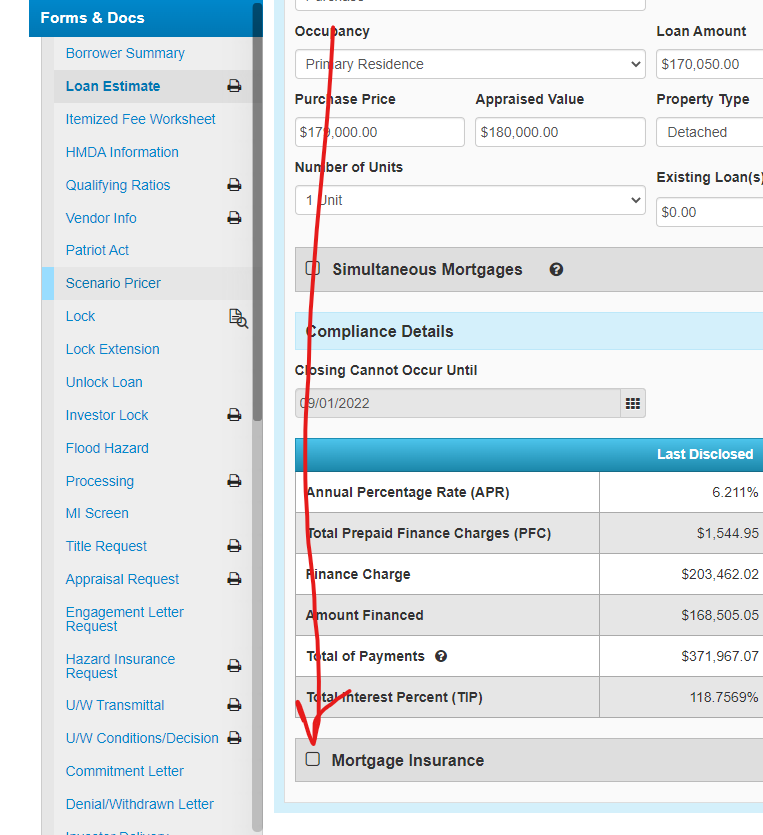 Forms & Docs
Borrower Summary
Loan Estimate
Itemized Fee Worksheet
HMDA Information
Qualifying Ratios
Vendor Info
Patriot Act
Scenario Pricer
Lock
Lock Extension
Unlock Loan
Investor Lock
Flood Hazard
Processing
MI Screen
Title Request
Appraisal Request
Engagement Letter
Request
Hazard Insurance
Request
U/W Transmittal
U/W Conditions/Decision
Commitment Letter
Denial/Withdrawn Letter
Occupancy Loan Amount
Primary Residence $170,050.00
Purchase Price Appraised Value Property Type
$179,000.00 $180,000.00 Detached
Number of Units Existing Loan(s)
1 Unit $0.00
Simultaneous Mortgages
Compliance Details
Closing Cannot Occur Until
09/01/2022
Last Disclosed
Annual Percentage Rate (APR) 6.211%
Total Prepaid Finance Charges (PFC) $1,544.95
Finance Charge $203,462.02
Amount Financed $168,505.05
Total of Payments $371,967.07
Total Interest Percent (TIP) 118.7569%
Mortgage Insurance